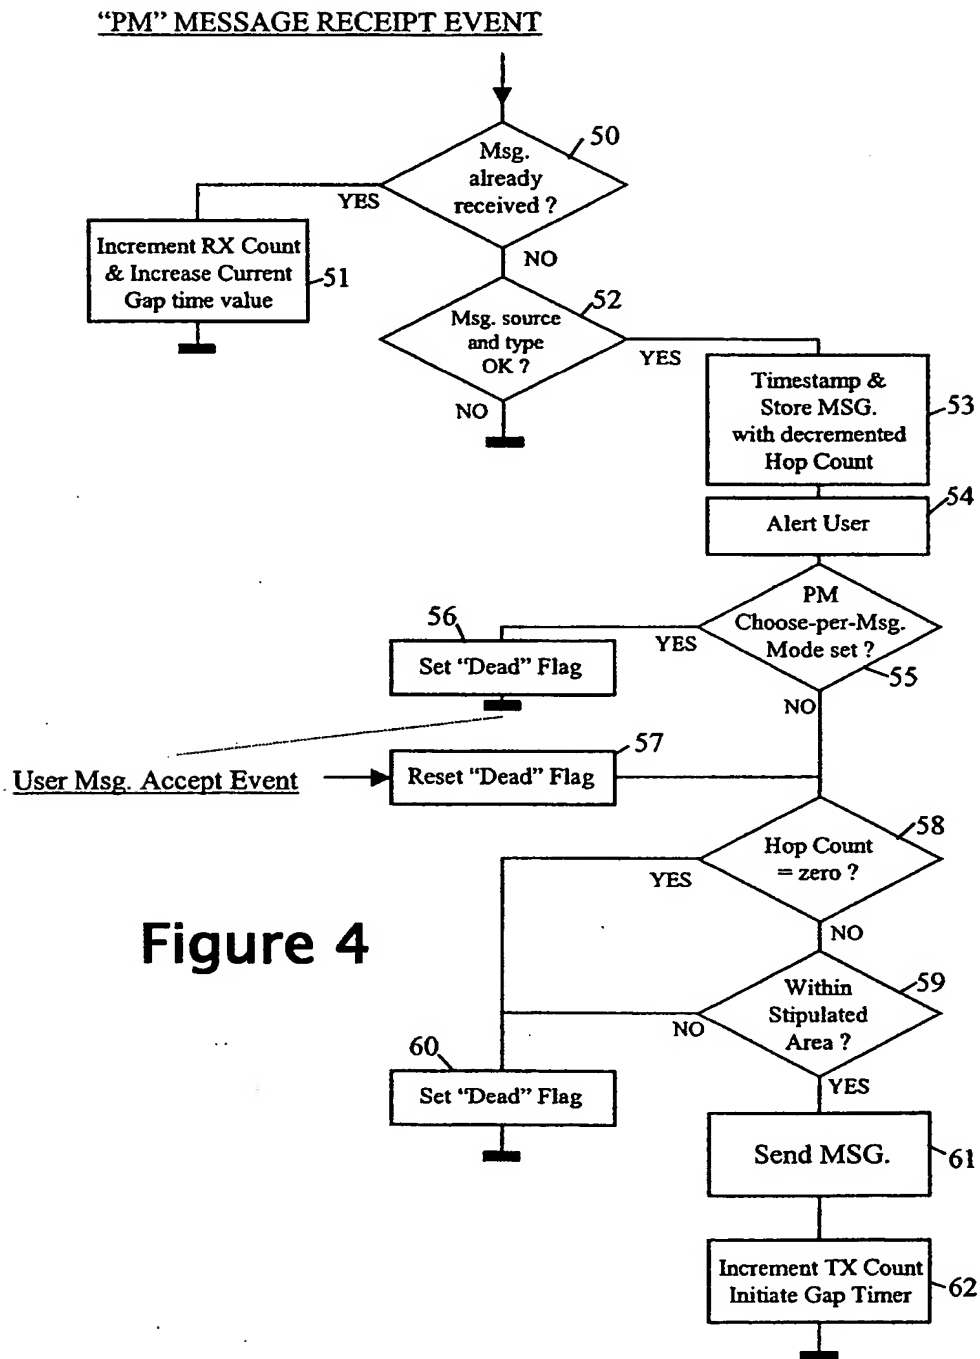 “PM” MESSAGE RECEIPT EVENT
50
Msg.
already
received ?
YES
NO
Increment RX Count
& Increase Current
Gap time value
51
52
Msg. source
and type
OK ?
YES
NO
Timestamp &
Store MSG.
with decremented
Hop Count
53
54
Alert User
PM
Choose-per-Msg.
Mode set ?
55
YES
NO
56
Set “Dead” Flag
57
User Msg. Accept Event
Reset “Dead” Flag
58
Hop Count
= zero ?
YES
NO
Figure 4
59
Within
Stipulated
Area ?
NO
YES
60
Set “Dead” Flag
Send MSG.
61
Increment TX Count
Initiate Gap Timer
62